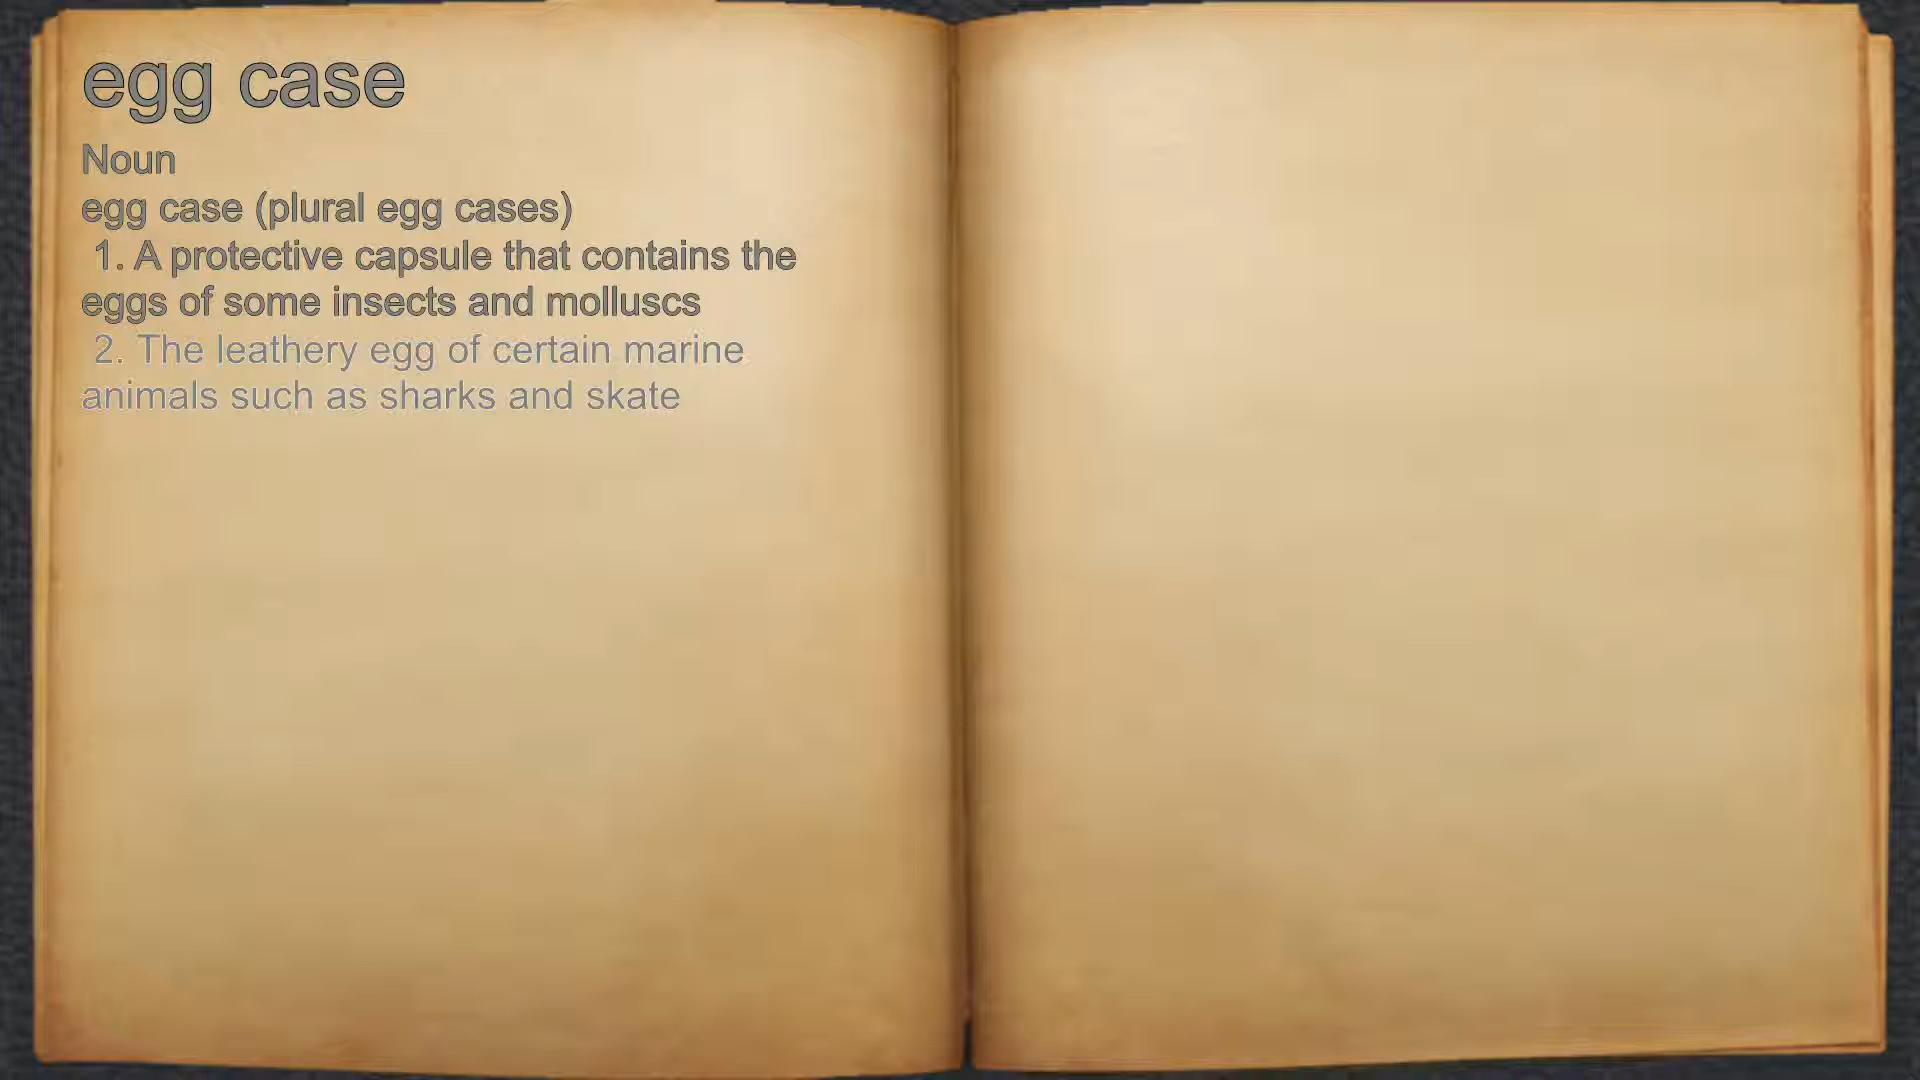 egg case
Noun
egg case (plural egg cases)
1. A protective capsule that contains the
eggs of some insects and molluscs
2. The leathery egg of certain marine
animals such as sharks and skate